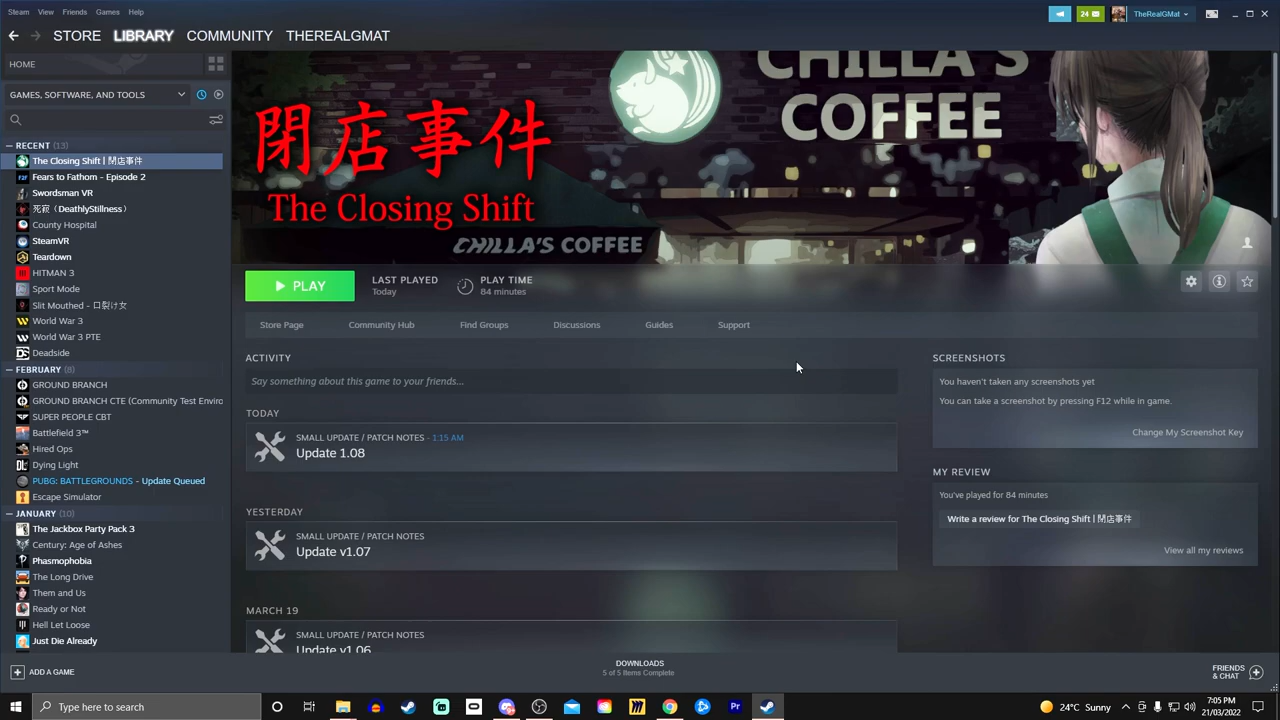 Steam View Friends Games Help
24 TheRealGMat
STORE LIBRARY COMMUNITY THEREALGMAT
HOME
GAMES, SOFTWARE, AND TOOLS
RECENT (13)
The Closing Shift | 閉店事件
Fears to Fathom - Episode 2
Swordsman VR
死寂（DeathlyStillness）
County Hospital
SteamVR
Teardown
HITMAN 3
Sport Mode
Slit Mouthed - 口裂け女
World War 3
World War 3 PTE
Deadside
FEBRUARY (8)
GROUND BRANCH
GROUND BRANCH CTE (Community Test Enviro
SUPER PEOPLE CBT
Battlefield 3™
Hired Ops
Dying Light
PUBG: BATTLEGROUNDS - Update Queued
Escape Simulator
JANUARY (10)
The Jackbox Party Pack 3
Century: Age of Ashes
Phasmophobia
The Long Drive
Them and Us
Ready or Not
Hell Let Loose
Just Die Already
CHILLA'S
COFFEE
閉店事件
The Closing Shift
CHILLA'S COFFEE
PLAY
LAST PLAYED
Today
PLAY TIME
84 minutes
Store Page Community Hub Find Groups Discussions Guides Support
ACTIVITY
Say something about this game to your friends...
TODAY
SMALL UPDATE / PATCH NOTES - 1:15 AM
Update 1.08
YESTERDAY
SMALL UPDATE / PATCH NOTES
Update v1.07
MARCH 19
SMALL UPDATE / PATCH NOTES
Update v1.06
SCREENSHOTS
You haven't taken any screenshots yet
You can take a screenshot by pressing F12 while in game.
Change My Screenshot Key
MY REVIEW
You've played for 84 minutes
Write a review for The Closing Shift | 閉店事件
View all my reviews
ADD A GAME
DOWNLOADS
5 of 5 Items Complete
FRIENDS
& CHAT
Type here to search
Pr
24°C Sunny
7:05 PM
21/03/2022